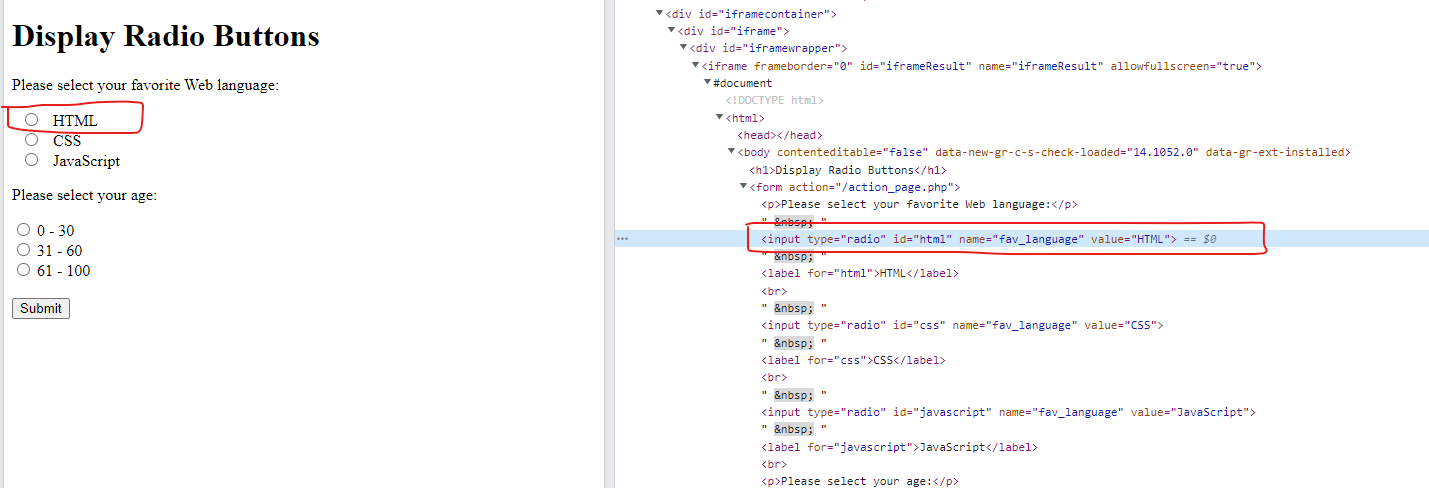 Display Radio Buttons
Please select your favorite Web language:
HTML
CSS
JavaScript
Please select your age:
0 - 30
31 - 60
61 - 100
Submit
<div id="iframecontainer">
<div id="iframe">
<div id="iframewrapper">
<iframe frameborder="0" id="iframeResult" name="iframeResult" allowfullscreen="true">
#document
<!DOCTYPE html>
<html>
<head></head>
<body contenteditable="false" data-new-gr-c-s-check-loaded="14.1052.0" data-gr-ext-installed>
<h1>Display Radio Buttons</h1>
<form action="/action_page.php">
<p>Please select your favorite Web language:</p>
" &nbsp; "
<input type="radio" id="html" name="fav_language" value="HTML"> == $0
" &nbsp; "
<label for="html">HTML</label>
<br>
" &nbsp; "
<input type="radio" id="css" name="fav_language" value="CSS">
" &nbsp; "
<label for="css">CSS</label>
<br>
" &nbsp; "
<input type="radio" id="javascript" name="fav_language" value="JavaScript">
" &nbsp; "
<label for="javascript">JavaScript</label>
<br>
<p>Please select your age:</p>